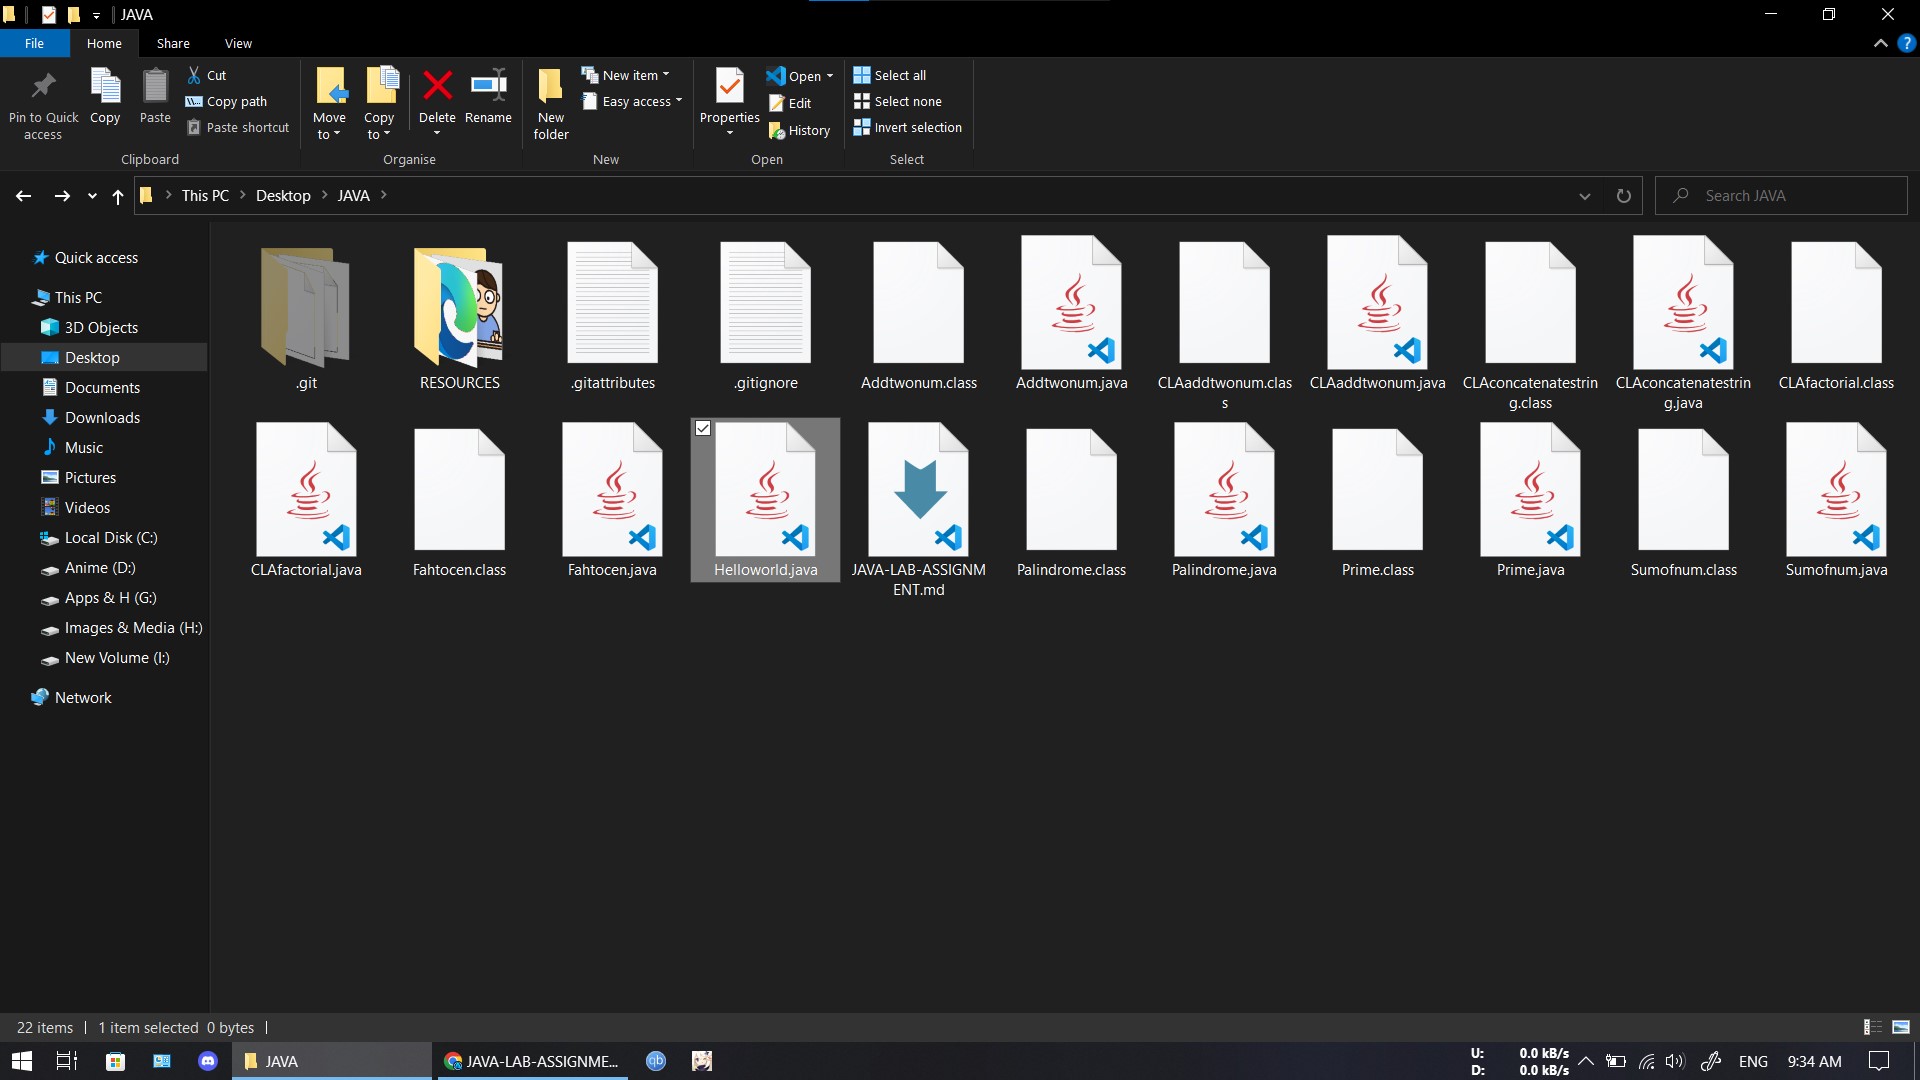 JAVA
File Home Share View
Pin to Quick access
Copy
Paste
Cut
Copy path
Paste shortcut
Clipboard
Move to
Copy to
Delete
Rename
Organise
New folder
New item
Easy access
New
Properties
Open
Edit
History
Open
Select all
Select none
Invert selection
Select
This PC Desktop JAVA
Search JAVA
Quick access
This PC
3D Objects
Desktop
Documents
Downloads
Music
Pictures
Videos
Local Disk (C:)
Anime (D:)
Apps & H (G:)
Images & Media (H:)
New Volume (I:)
Network
.git
RESOURCES
.gitattributes
.gitignore
Addtwonum.class
Addtwonum.java
CLAaddtwonum.clas
s
CLAaddtwonum.java
CLAconcatenatestrin
g.class
CLAconcatenatestrin
g.java
CLAfactorial.class
CLAfactorial.java
Fahtocen.class
Fahtocen.java
Helloworld.java
JAVA-LAB-ASSIGNM
ENT.md
Palindrome.class
Palindrome.java
Prime.class
Prime.java
Sumofnum.class
Sumofnum.java
22 items 1 item selected 0 bytes
JAVA
JAVA-LAB-ASSIGNME...
qb
U: 0.0 kB/s
D: 0.0 kB/s
ENG
9:34 AM